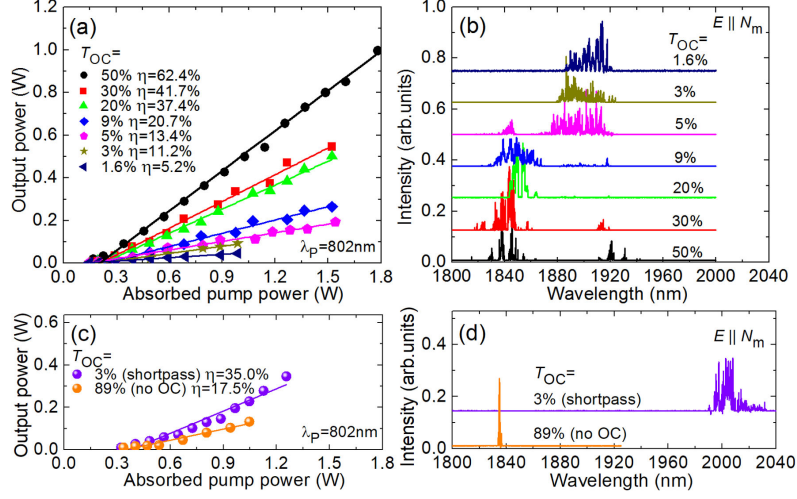 (a)
T_OC=
50% η=62.4%
30% η=41.7%
20% η=37.4%
9% η=20.7%
5% η=13.4%
3% η=11.2%
1.6% η=5.2%
λ_P=802nm
1.2
1.0
0.8
0.6
0.4
0.2
0.0
Output power (W)
0.0 0.3 0.6 0.9 1.2 1.5 1.8
Absorbed pump power (W)
(b)
E || N_m
T_OC=
1.6%
3%
5%
9%
20%
30%
50%
1.0
0.8
0.6
0.4
0.2
0.0
Intensity (arb.units)
1800 1840 1880 1920 1960 2000 2040
Wavelength (nm)
(c)
T_OC=
3% (shortpass) η=35.0%
89% (no OC) η=17.5%
λ_P=802nm
0.6
0.4
0.2
0.0
Output power (W)
0.0 0.3 0.6 0.9 1.2 1.5 1.8
Absorbed pump power (W)
(d)
E || N_m
T_OC=
3% (shortpass)
89% (no OC)
0.4
0.2
0.0
Intensity (arb.units)
1800 1840 1880 1920 1960 2000 2040
Wavelength (nm)